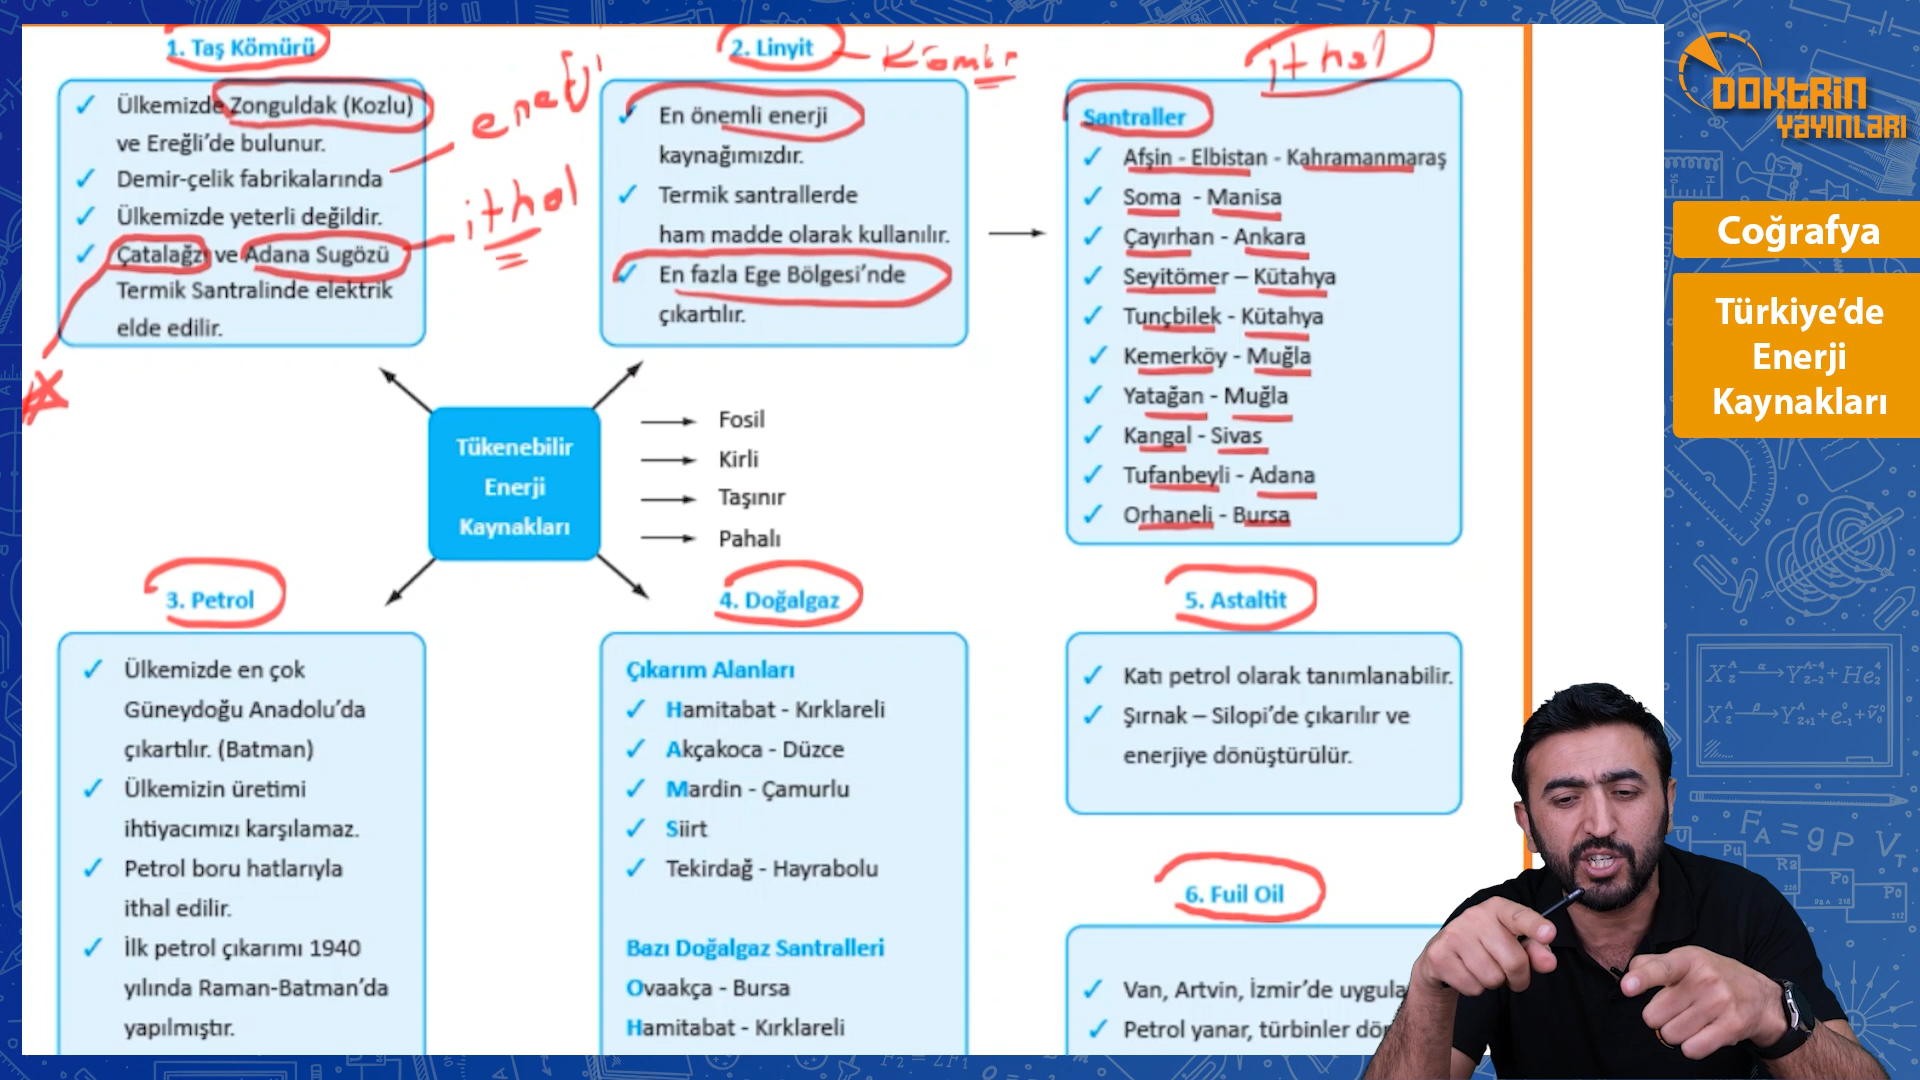 1. Taş Kömürü
Ülkemizde Zonguldak (Kozlu)
ve Ereğli'de bulunur.
Demir-çelik fabrikalarında
Ülkemizde yeterli değildir.
Çatalağzı ve Adana Sugözü
Termik Santralinde elektrik
elde edilir.
enerji
ithal
2. Linyit
Kömür
En önemli enerji
kaynağımızdır.
Termik santrallerde
ham madde olarak kullanılır.
En fazla Ege Bölgesi'nde
çıkartılır.
ithal
Santraller
Afşin - Elbistan - Kahramanmaraş
Soma - Manisa
Çayırhan - Ankara
Seyitömer – Kütahya
Tunçbilek - Kütahya
Kemerköy - Muğla
Yatağan - Muğla
Kangal - Sivas
Tufanbeyli - Adana
Orhaneli - Bursa
Tükenebilir
Enerji
Kaynakları
Fosil
Kirli
Taşınır
Pahalı
3. Petrol
Ülkemizde en çok
Güneydoğu Anadolu'da
çıkartılır. (Batman)
Ülkemizin üretimi
ihtiyacımızı karşılamaz.
Petrol boru hatlarıyla
ithal edilir.
İlk petrol çıkarımı 1940
yılında Raman-Batman'da
yapılmıştır.
4. Doğalgaz
Çıkarım Alanları
Hamitabat - Kırklareli
Akçakoca - Düzce
Mardin - Çamurlu
Siirt
Tekirdağ - Hayrabolu
Bazı Doğalgaz Santralleri
Ovaakça - Bursa
Hamitabat - Kırklareli
5. Astaltit
Katı petrol olarak tanımlanabilir.
Şırnak – Silopi'de çıkarılır ve
enerjiye dönüştürülür.
6. Fuil Oil
Van, Artvin, İzmir'de
Petrol yanar, türbinler
DOKTRİN
YAYINLARI
Coğrafya
Türkiye'de
Enerji
Kaynakları